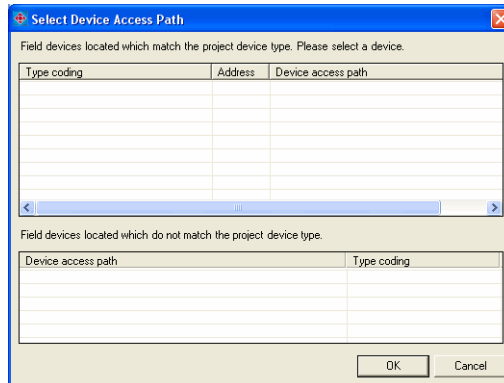 Select Device Access Path
Field devices located which match the project device type. Please select a device.
Type coding Address Device access path
Field devices located which do not match the project device type.
Device access path Type coding
OK Cancel